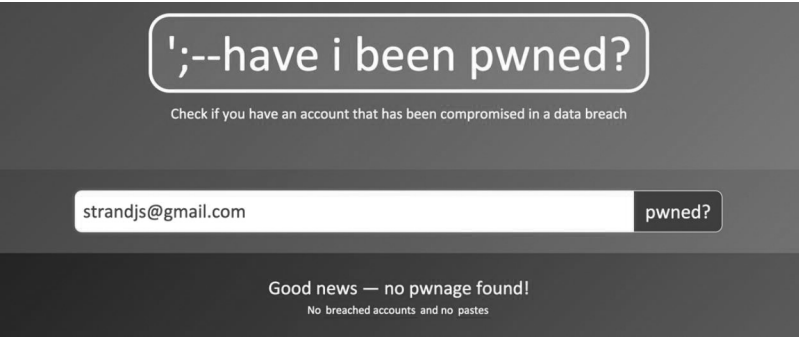 ';--have i been pwned?
Check if you have an account that has been compromised in a data breach
strandjs@gmail.com pwned?
Good news — no pwnage found!
No breached accounts and no pastes